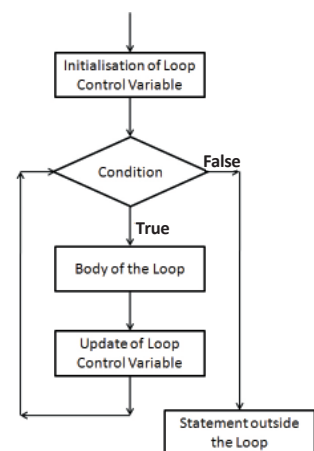 Initialisation of Loop
Control Variable
Condition
False
True
Body of the Loop
Update of Loop
Control Variable
Statement outside
the Loop